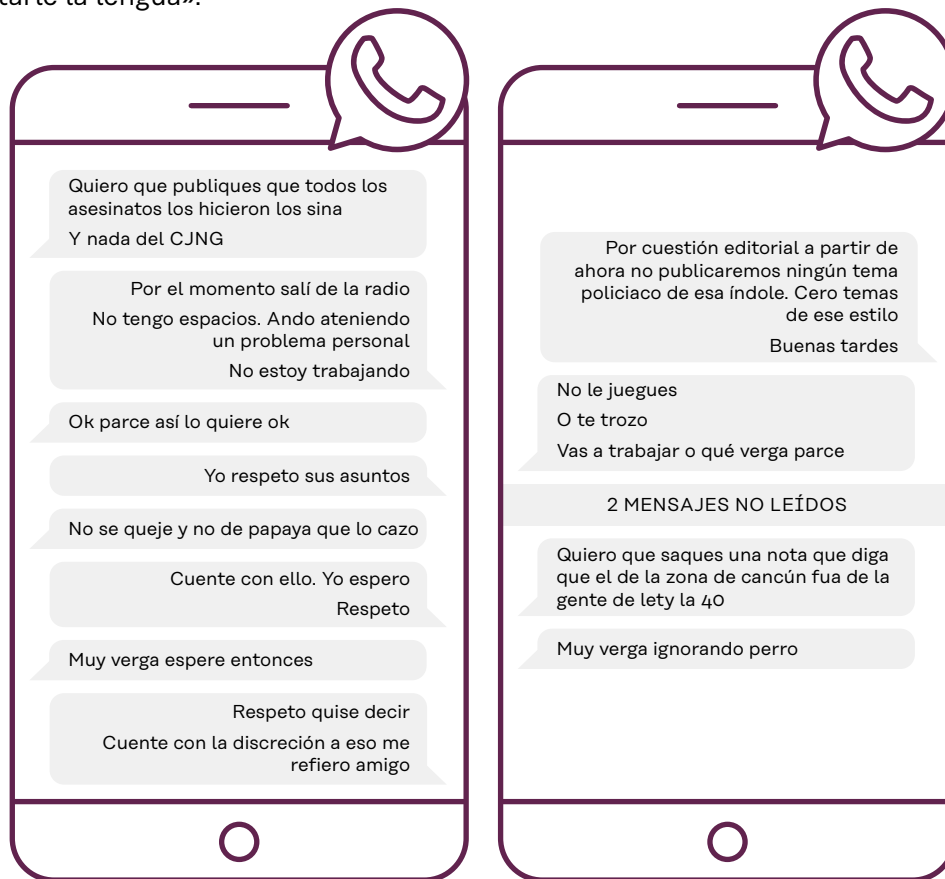 tarle la lengua».
Quiero que publiques que todos los
asesinatos los hicieron los sina
Y nada del CJNG
Por el momento salí de la radio
No tengo espacios. Ando ateniendo
un problema personal
No estoy trabajando
Ok parce así lo quiere ok
Yo respeto sus asuntos
No se queje y no de papaya que lo cazo
Cuente con ello. Yo espero
Respeto
Muy verga espere entonces
Respeto quise decir
Cuente con la discreción a eso me
refiero amigo
Por cuestión editorial a partir de
ahora no publicaremos ningún tema
policiaco de esa índole. Cero temas
de ese estilo
Buenas tardes
No le juegues
O te trozo
Vas a trabajar o qué verga parce
2 MENSAJES NO LEÍDOS
Quiero que saques una nota que diga
que el de la zona de cancún fua de la
gente de lety la 40
Muy verga ignorando perro